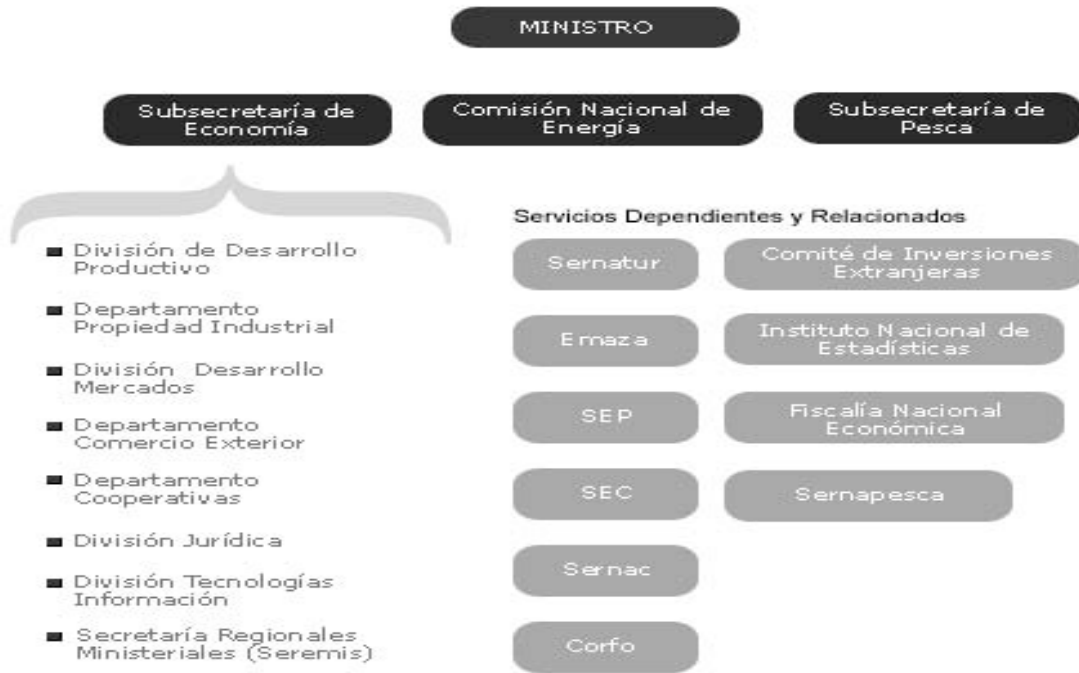 MINISTRO
Subsecretaría de
Economía
Comisión Nacional de
Energía
Subsecretaría de
Pesca
División de Desarrollo
Productivo
Departamento
Propiedad Industrial
División Desarrollo
Mercados
Departamento
Comercio Exterior
Departamento
Cooperativas
División Jurídica
División Tecnologías
Información
Secretaría Regionales
Ministeriales (Seremis)
Servicios Dependientes y Relacionados
Sernatur
Comité de Inversiones
Extranjeras
Emaza
Instituto Nacional de
Estadísticas
SEP
Fiscalía Nacional
Económica
SEC
Sernapesca
Sernac
Corfo